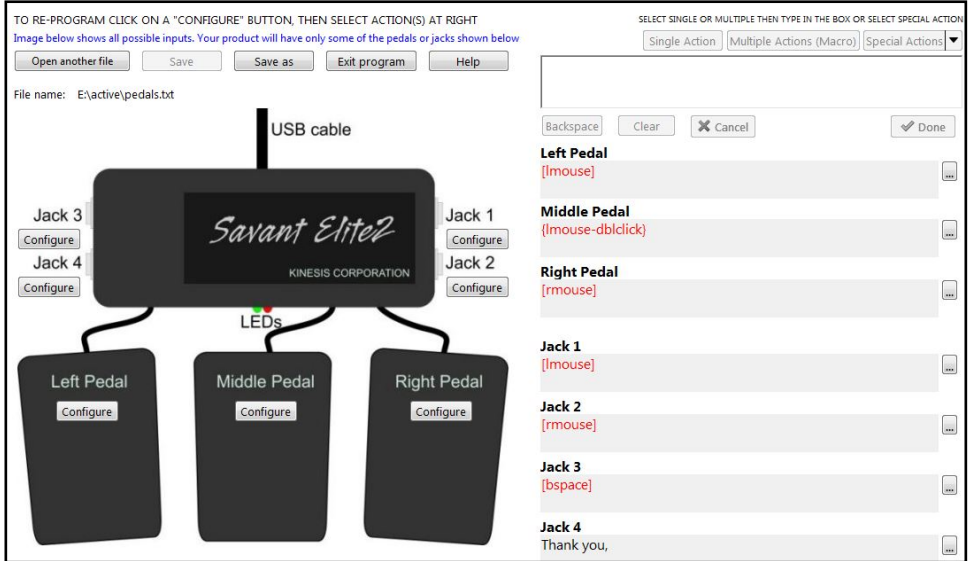 TO RE-PROGRAM CLICK ON A "CONFIGURE" BUTTON, THEN SELECT ACTION(S) AT RIGHT
Image below shows all possible inputs. Your product will have only some of the pedals or jacks shown below
Open another file Save Save as Exit program Help
File name: E:\active\pedals.txt
USB cable
Jack 3
Configure
Jack 4
Configure
Savant Elite2
KINESIS CORPORATION
Jack 1
Configure
Jack 2
Configure
LEDs
Left Pedal
Configure
Middle Pedal
Configure
Right Pedal
Configure
SELECT SINGLE OR MULTIPLE THEN TYPE IN THE BOX OR SELECT SPECIAL ACTION
Single Action Multiple Actions (Macro) Special Actions
Backspace Clear Cancel Done
Left Pedal
[lmouse]
...
Middle Pedal
{lmouse-dblclick}
...
Right Pedal
[rmouse]
...
Jack 1
[lmouse]
...
Jack 2
[rmouse]
...
Jack 3
[bspace]
...
Jack 4
Thank you,
...